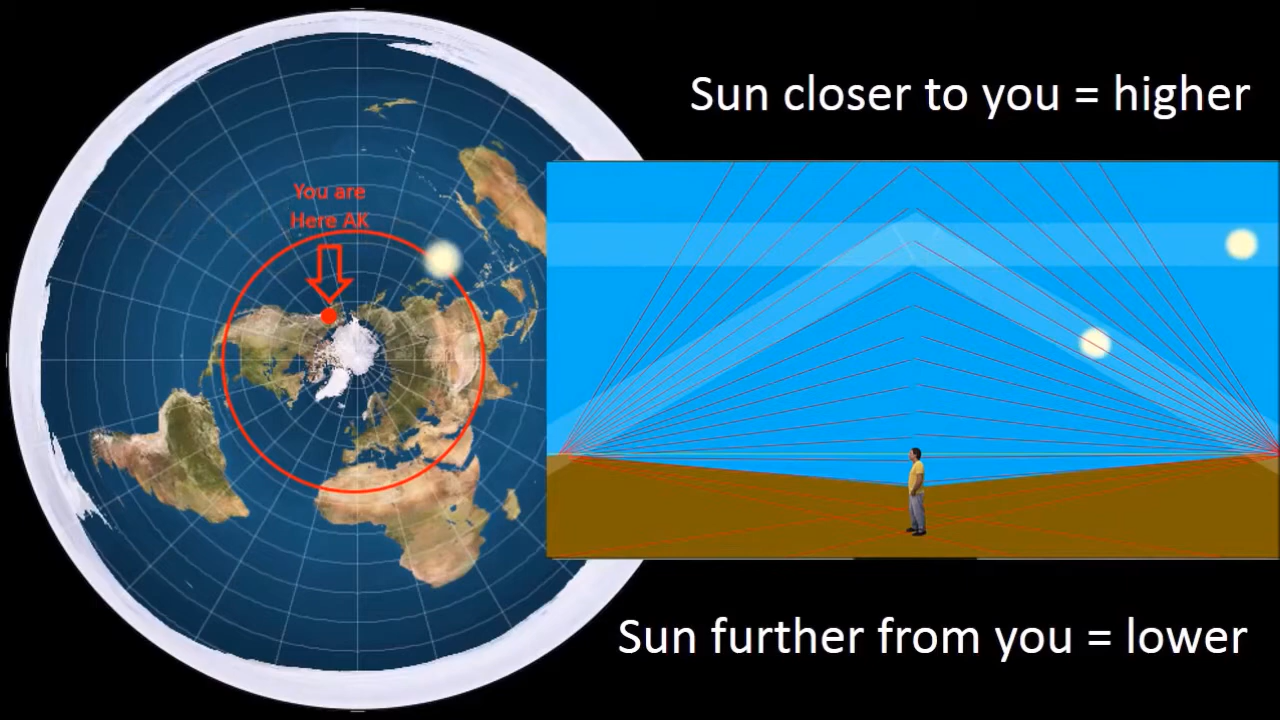 Sun closer to you = higher
You are
Here AK
Sun further from you = lower